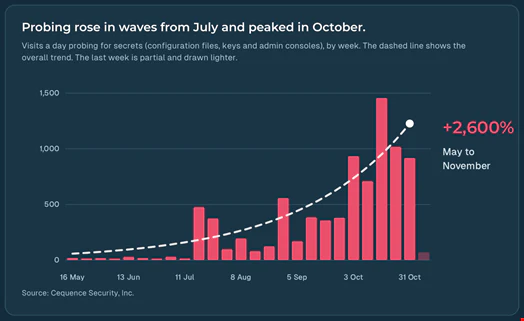 Probing rose in waves from July and peaked in October.
Visits a day probing for secrets (configuration files, keys and admin consoles), by week. The dashed line shows the
overall trend. The last week is partial and drawn lighter.
1,500
+2,600%
1,000
May to
November
500
0
16 May 13 Jun 11 Jul 8 Aug 5 Sep 3 Oct 31 Oct
Source: Cequence Security, Inc.